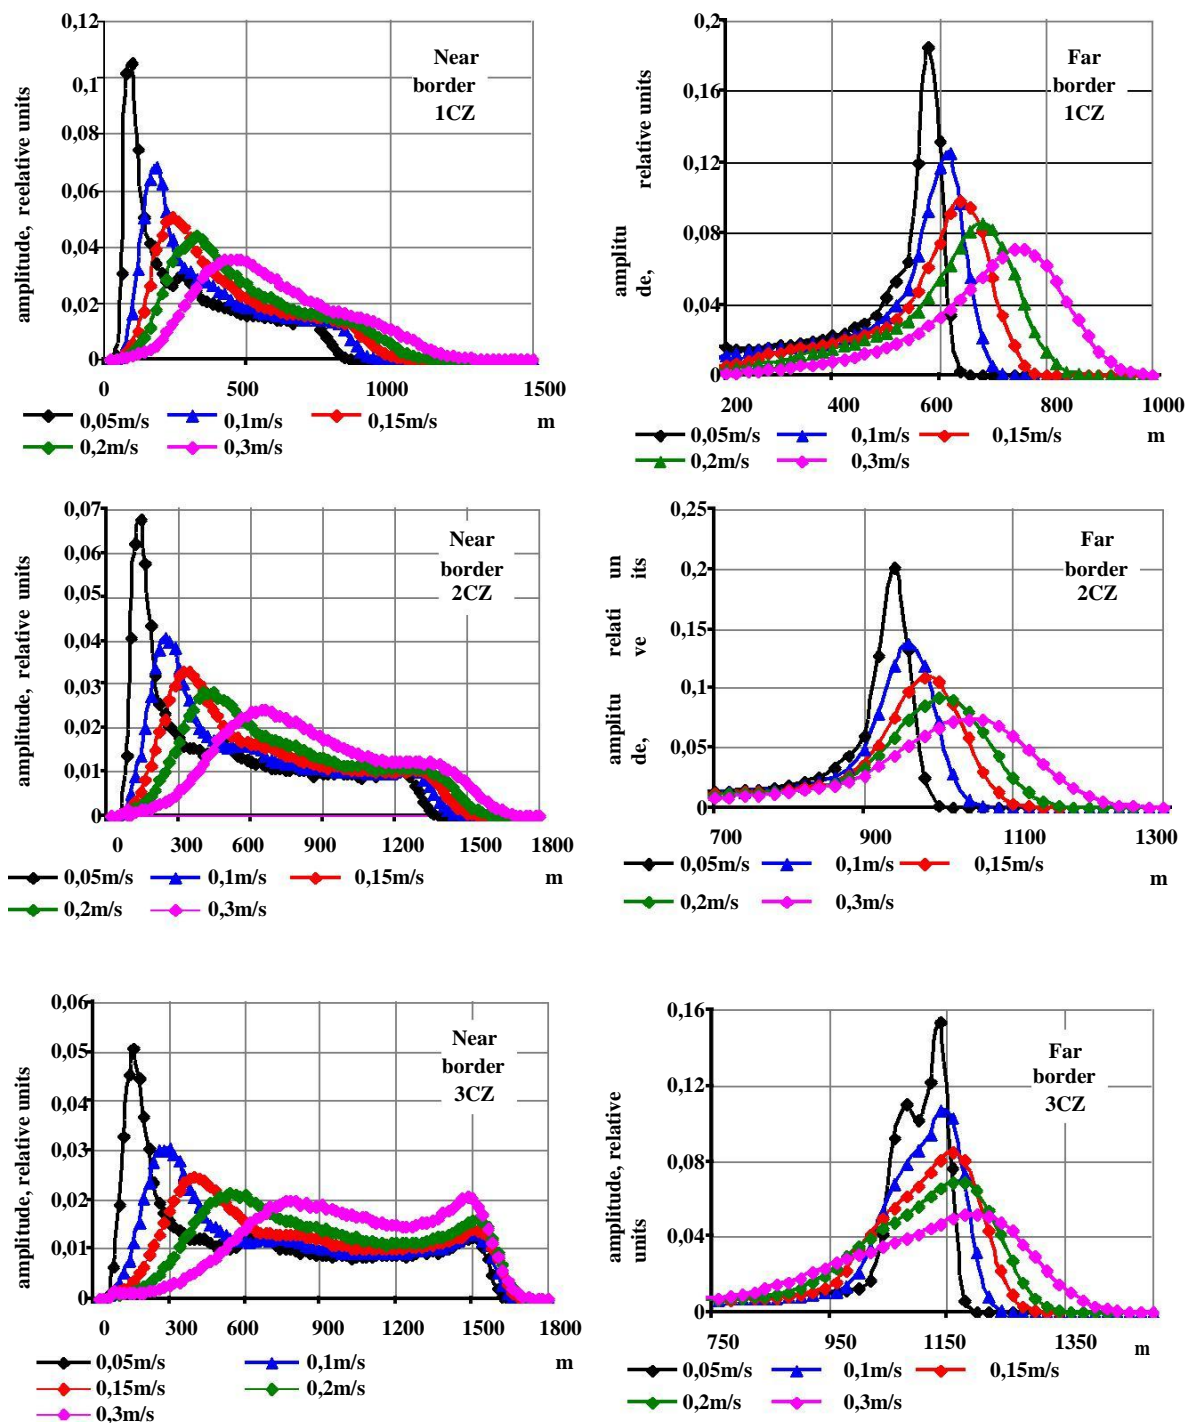 0,12
0,1
0,08
0,06
0,04
0,02
0
amplitude, reelative units
Near
border
1CZ
0 500 1000 1500
m
0,05m/s 0,1m/s 0,15m/s
0,2m/s 0,3m/s
0,2
0,16
0,12
0,08
0,04
0
amplitu
de, relative units
Far
border
1CZ
200 400 600 800 1000
m
0,05m/s 0,1m/s 0,15m/s
0,2m/s 0,3m/s
0,07
0,06
0,05
0,04
0,03
0,02
0,01
0
amplitude, relative units
Near
border
2CZ
0 300 600 900 1200 1500 1800
m
0,05m/s 0,1m/s 0,15m/s
0,2m/s 0,3m/s
0,25
0,2
0,15
0,1
0,05
0
amplitu relati un
de, ve its
Far
border
2CZ
700 900 1100 1300
m
0,05m/s 0,1m/s 0,15m/s
0,2m/s 0,3m/s
0,06
0,05
0,04
0,03
0,02
0,01
0
amplitude, relative units
Near
border
3CZ
0 300 600 900 1200 1500 1800
m
0,05m/s 0,1m/s
0,15m/s 0,2m/s
0,3m/s
0,16
0,12
0,08
0,04
0
amplitude, relative
units
Far
border
3CZ
750 950 1150 1350
m
0,05m/s 0,1m/s 0,15m/s
0,2m/s 0,3m/s